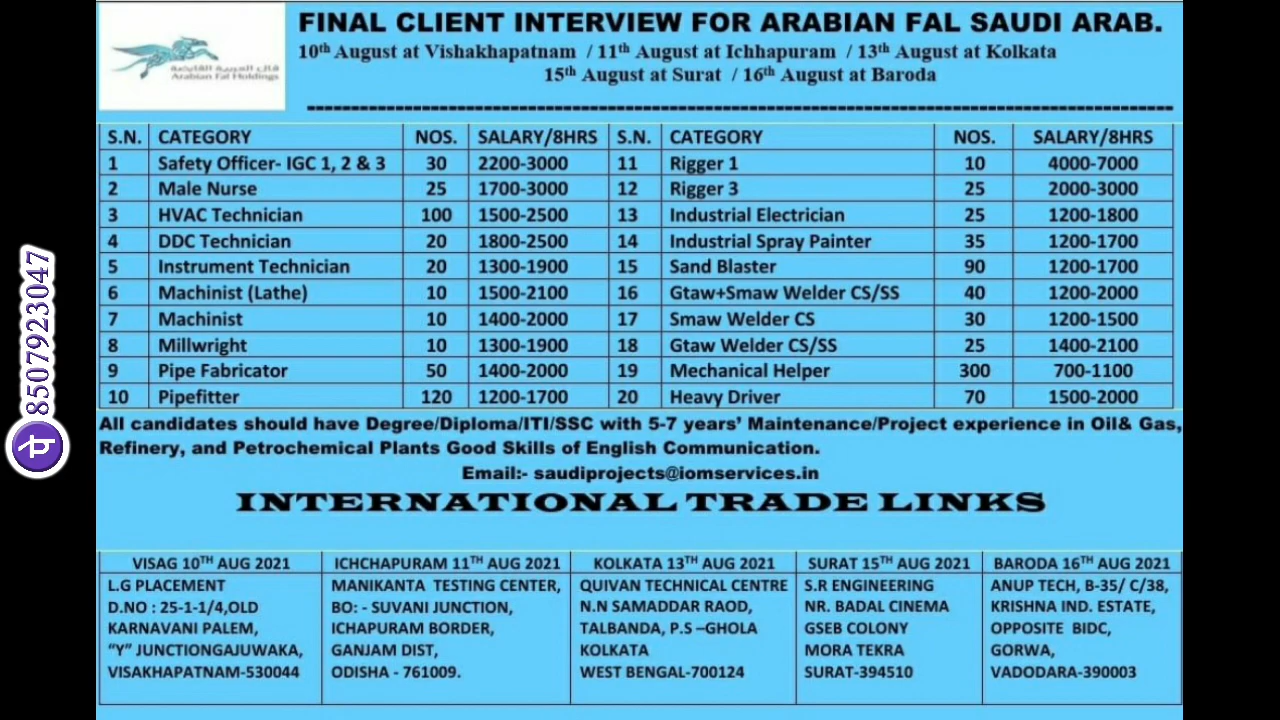 FINAL CLIENT INTERVIEW FOR ARABIAN FAL SAUDI ARAB.
10th August at Vishakhapatnam / 11th August at Ichhapuram / 13th August at Kolkata
15th August at Surat / 16th August at Baroda
Arabian Fal Holdings
S.N. CATEGORY NOS. SALARY/8HRS S.N. CATEGORY NOS. SALARY/8HRS
1 Safety Officer- IGC 1, 2 & 3 30 2200-3000 11 Rigger 1 10 4000-7000
2 Male Nurse 25 1700-3000 12 Rigger 3 25 2000-3000
3 HVAC Technician 100 1500-2500 13 Industrial Electrician 25 1200-1800
4 DDC Technician 20 1800-2500 14 Industrial Spray Painter 35 1200-1700
5 Instrument Technician 20 1300-1900 15 Sand Blaster 90 1200-1700
6 Machinist (Lathe) 10 1500-2100 16 Gtaw+Smaw Welder CS/SS 40 1200-2000
7 Machinist 10 1400-2000 17 Smaw Welder CS 30 1200-1500
8 Millwright 10 1300-1900 18 Gtaw Welder CS/SS 25 1400-2100
9 Pipe Fabricator 50 1400-2000 19 Mechanical Helper 300 700-1100
10 Pipefitter 120 1200-1700 20 Heavy Driver 70 1500-2000
All candidates should have Degree/Diploma/ITI/SSC with 5-7 years’ Maintenance/Project experience in Oil& Gas,
Refinery, and Petrochemical Plants Good Skills of English Communication.
Email:- saudiprojects@iomservices.in
INTERNATIONAL TRADE LINKS
VISAG 10TH AUG 2021 ICHCHAPURAM 11TH AUG 2021 KOLKATA 13TH AUG 2021 SURAT 15TH AUG 2021 BARODA 16TH AUG 2021
L.G PLACEMENT MANIKANTA TESTING CENTER, QUIVAN TECHNICAL CENTRE S.R ENGINEERING ANUP TECH, B-35/ C/38,
D.NO : 25-1-1/4,OLD BO: - SUVANI JUNCTION, N.N SAMADDAR RAOD, NR. BADAL CINEMA KRISHNA IND. ESTATE,
KARNAVANI PALEM, ICHAPURAM BORDER, TALBANDA, P.S –GHOLA GSEB COLONY OPPOSITE BIDC,
“Y” JUNCTIONGAJUWAKA, GANJAM DIST, KOLKATA MORA TEKRA GORWA,
VISAKHAPATNAM-530044 ODISHA - 761009. WEST BENGAL-700124 SURAT-394510 VADODARA-390003
8507923047